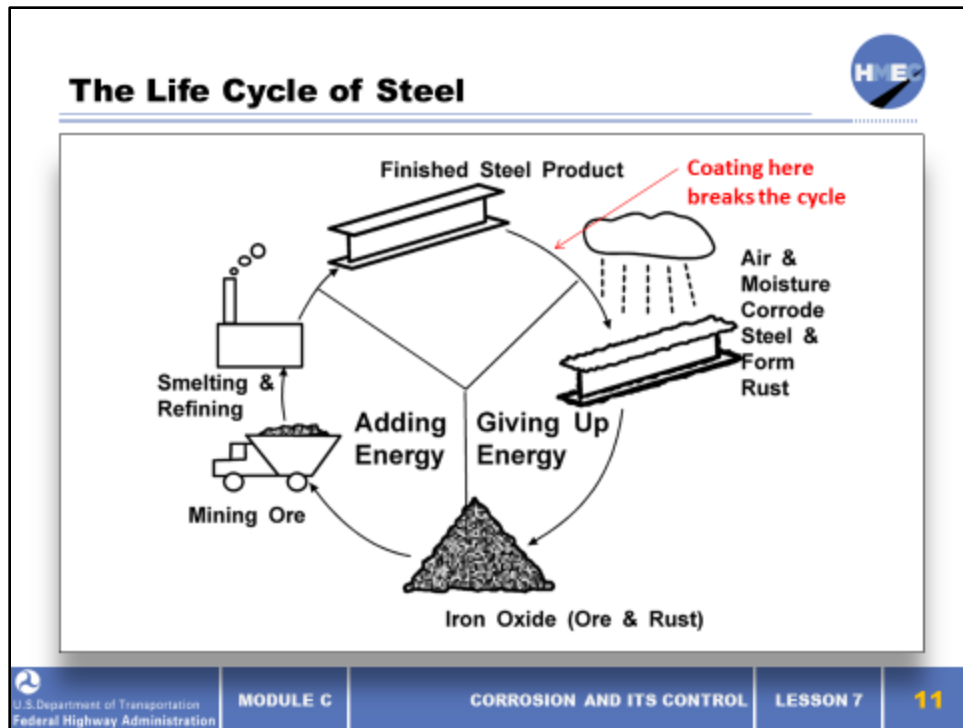 The Life Cycle of Steel
HMEC
Finished Steel Product
Coating here
breaks the cycle
Air &
Moisture
Corrode
Steel &
Form
Rust
Smelting &
Refining
Adding
Energy
Giving Up
Energy
Mining Ore
Iron Oxide (Ore & Rust)
U.S.Department of Transportation
Federal Highway Administration
MODULE C
CORROSION AND ITS CONTROL
LESSON 7
11